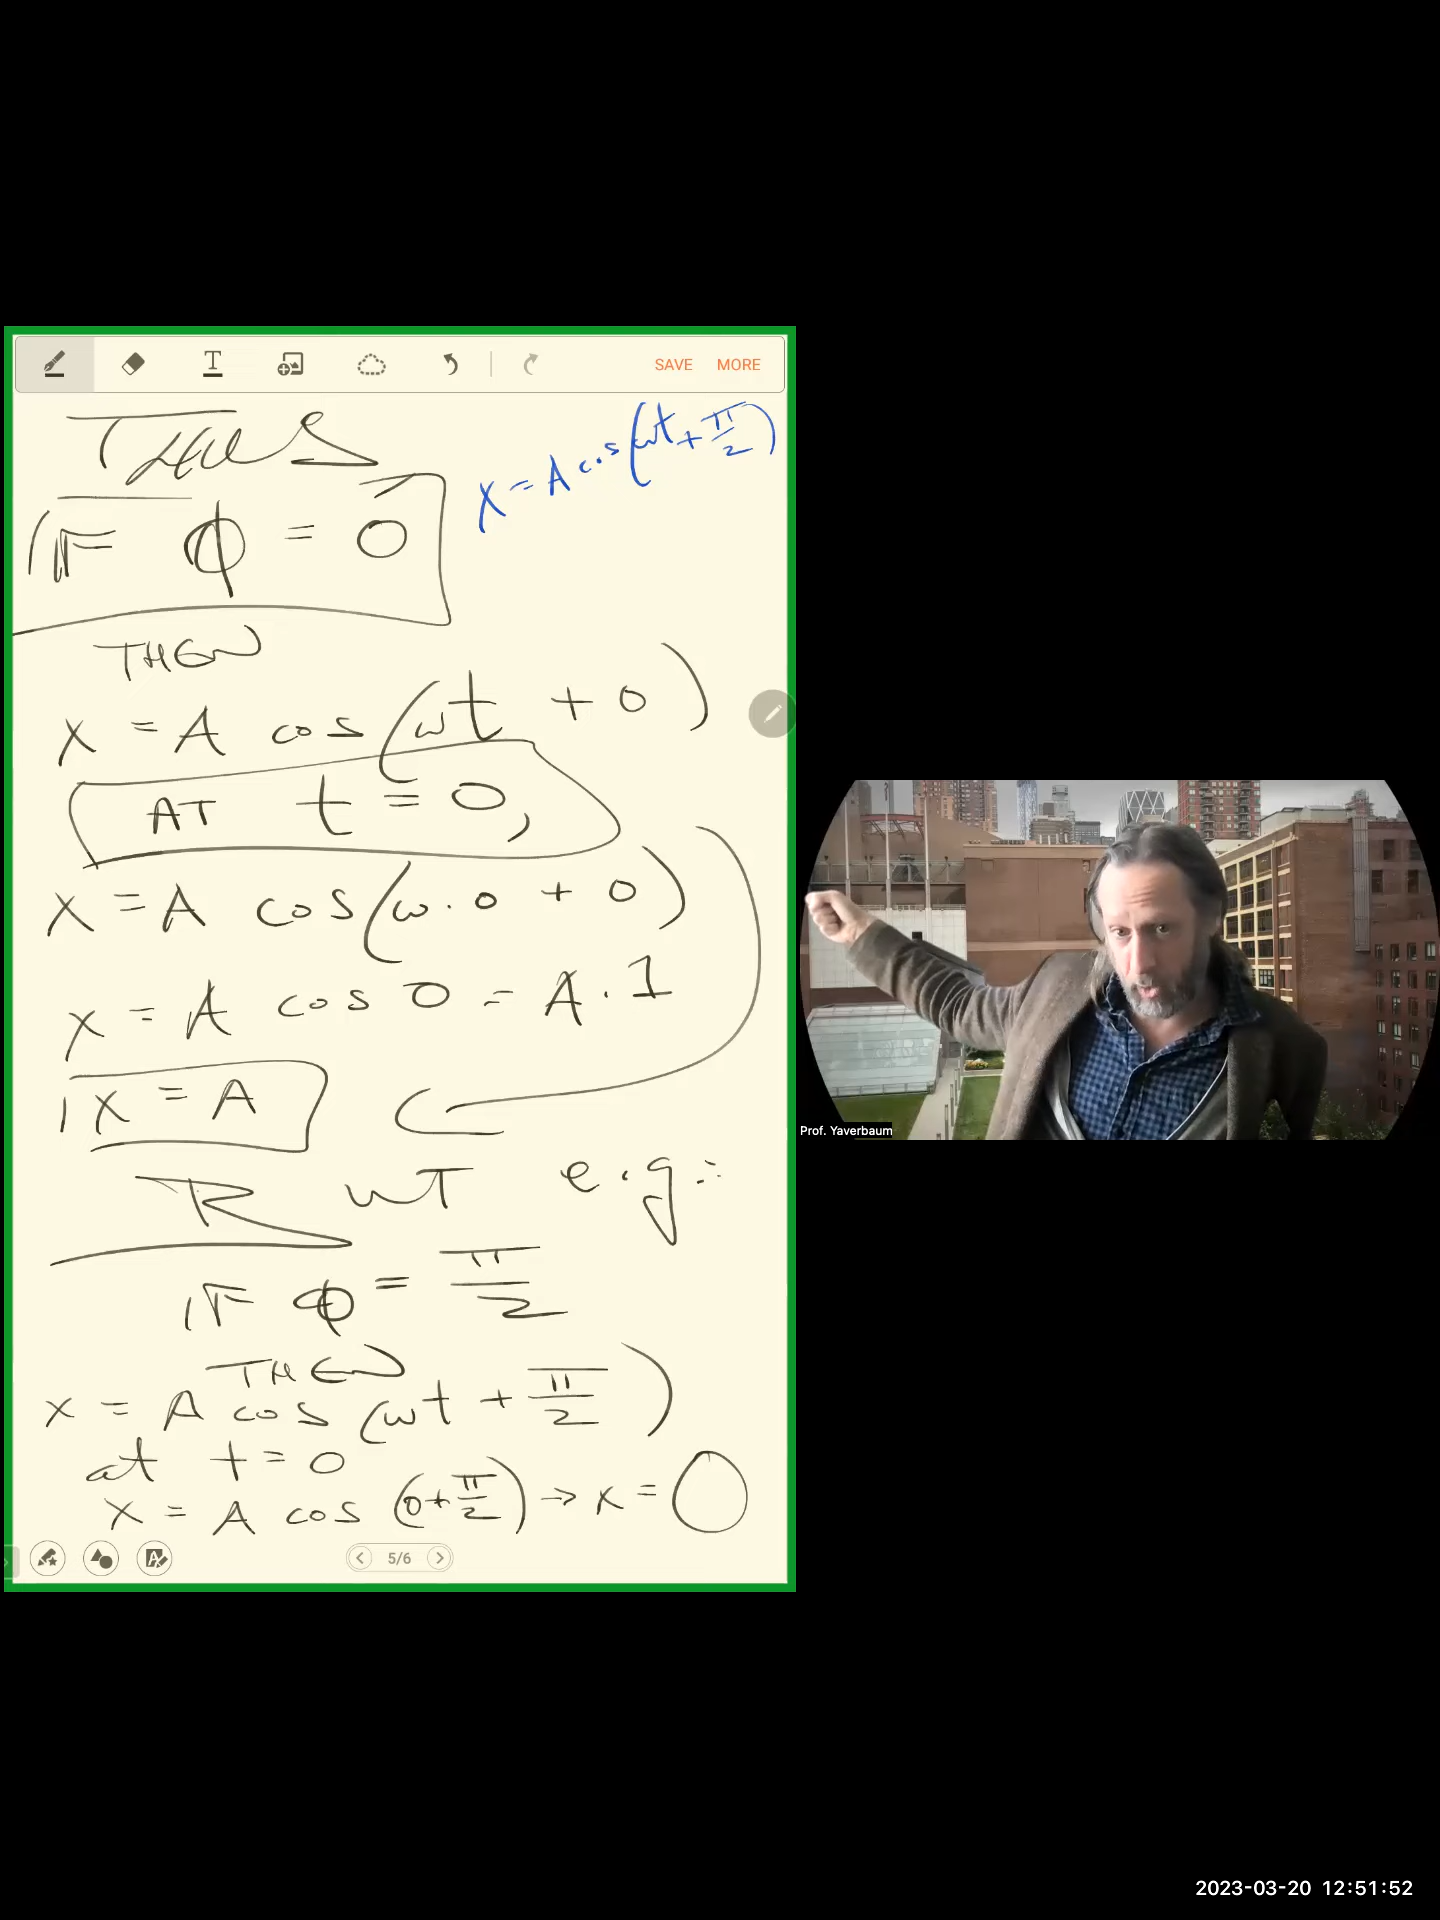 SAVE MORE
THUS
x = A cos(ωt + π/2)
IF ϕ = 0
THEN
x = A cos(ωt + 0)
AT t = 0,
x = A cos(ω·0 + 0)
x = A cos 0 = A·1
x = A
BUT e.g.:
IF ϕ = π/2
THEN
x = A cos(ωt + π/2)
at t = 0
x = A cos(0 + π/2) → x = 0
5/6
Prof. Yaverbaum
2023-03-20 12:51:52